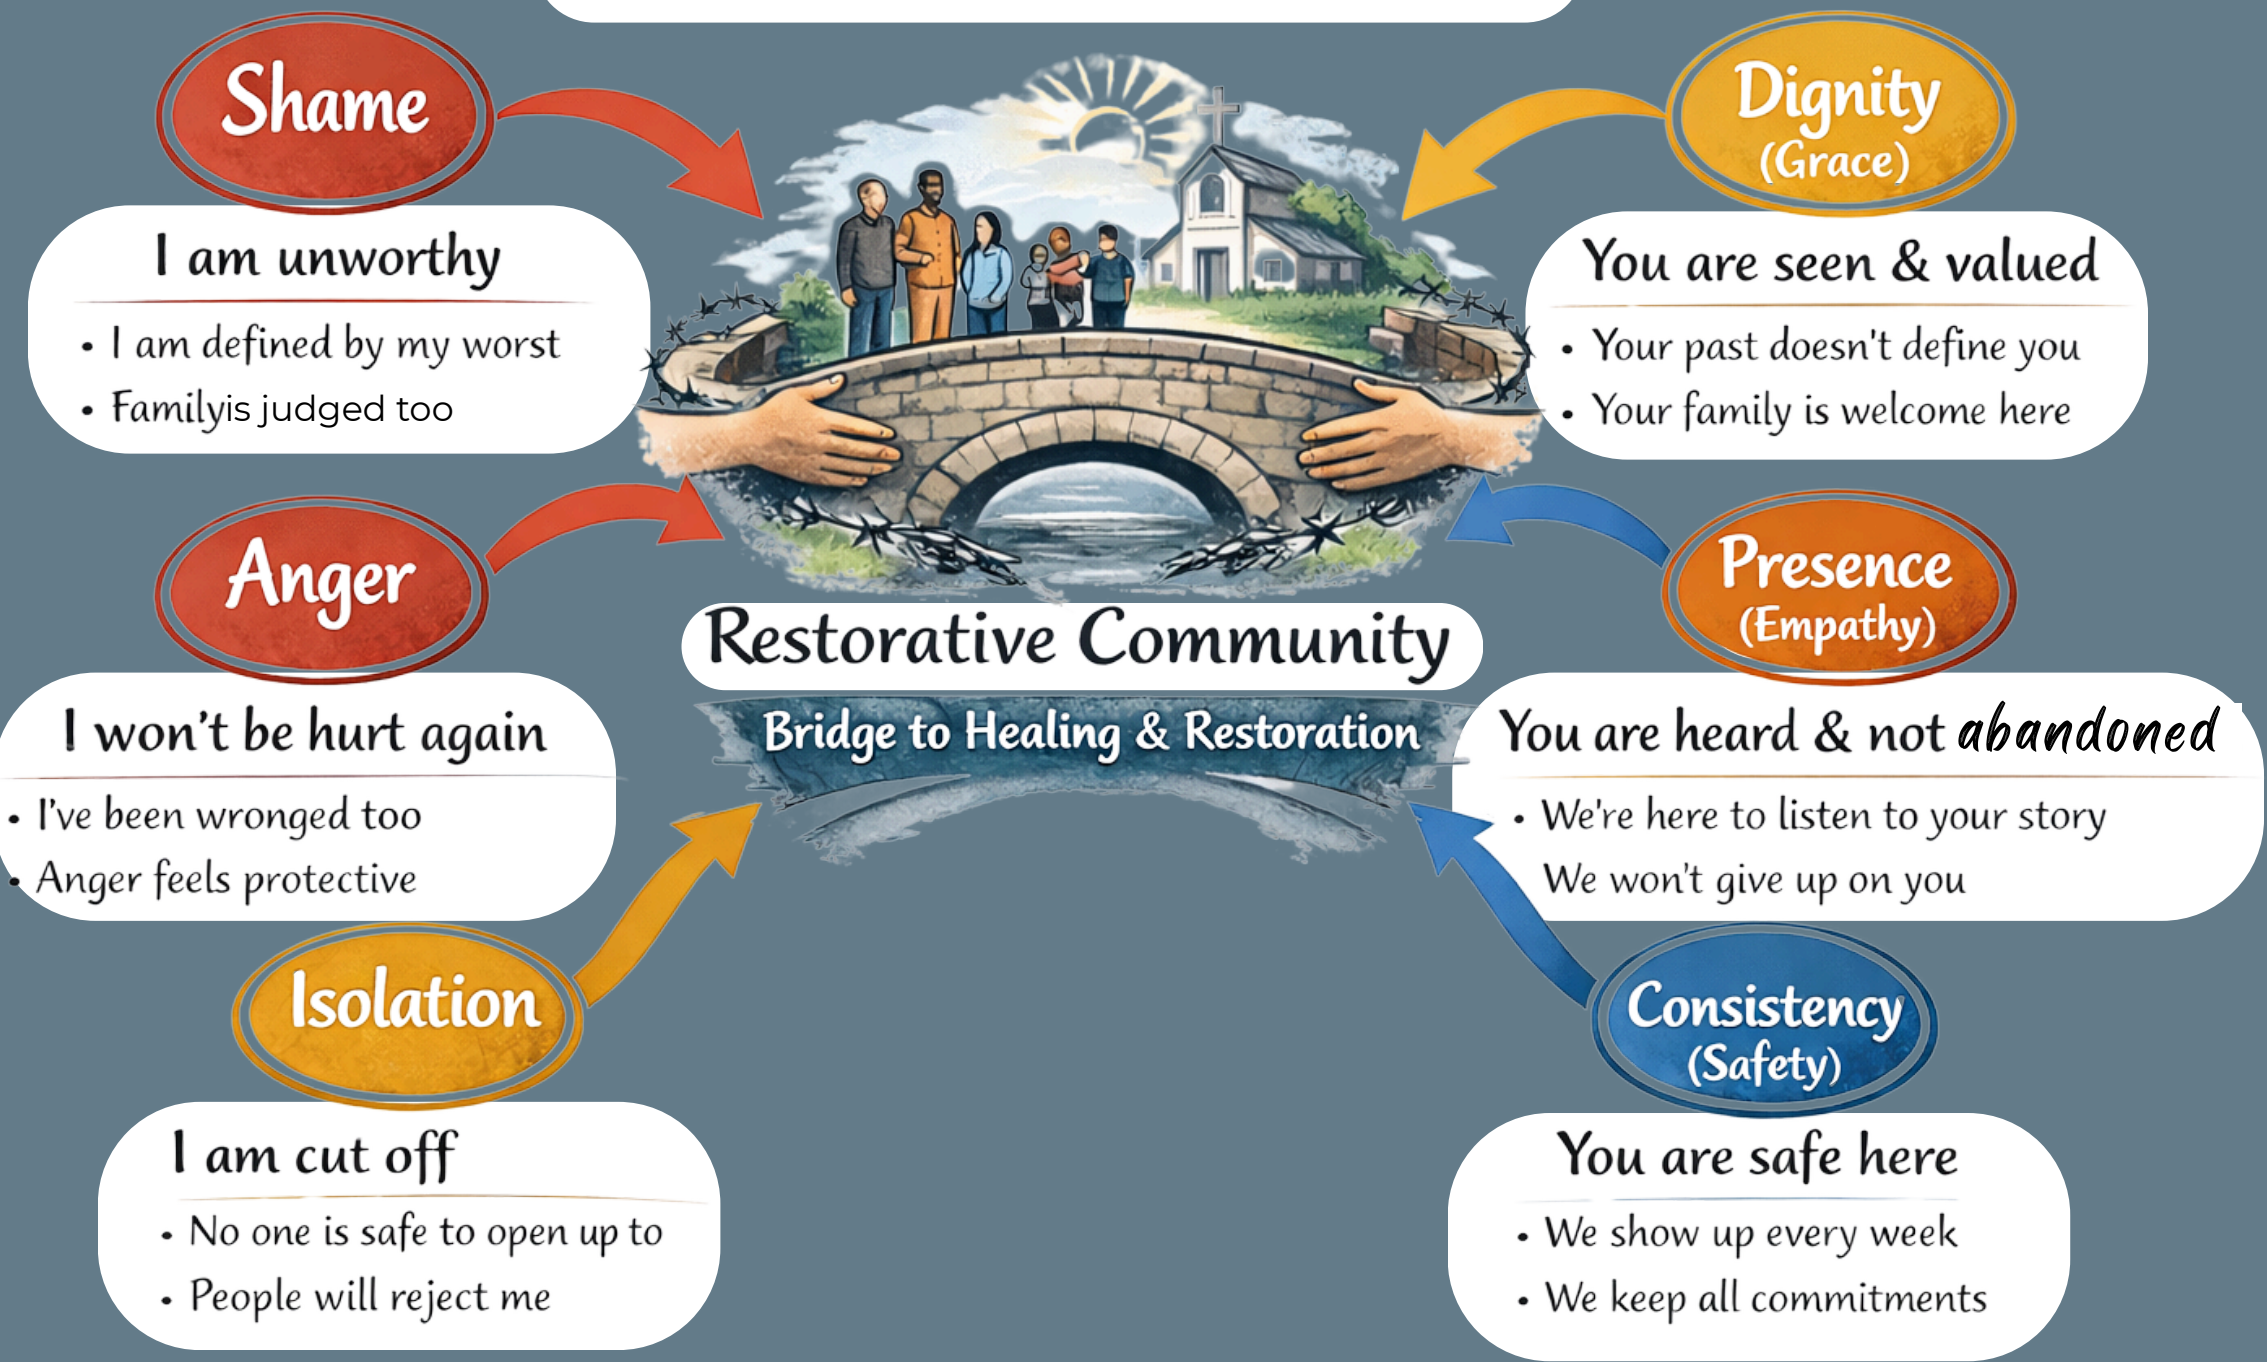 Shame
I am unworthy
• I am defined by my worst
• Familyis judged too
Anger
I won't be hurt again
• I've been wronged too
• Anger feels protective
Isolation
I am cut off
• No one is safe to open up to
• People will reject me
Restorative Community
Bridge to Healing & Restoration
Dignity
(Grace)
You are seen & valued
• Your past doesn't define you
• Your family is welcome here
Presence
(Empathy)
You are heard & not abandoned
• We're here to listen to your story
We won't give up on you
Consistency
(Safety)
You are safe here
• We show up every week
• We keep all commitments